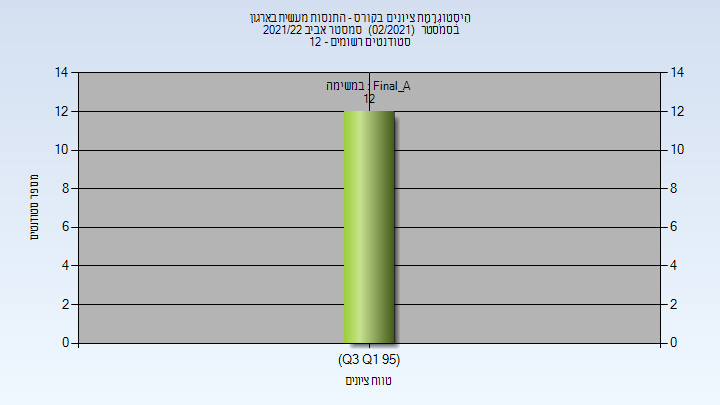 היסטוגרמת ציונים בקורס - התנסות מעשית בארגון
בסמסטר (02/2021) סמסטר אביב 2021/22
סטודנטים רשומים - 12
במשימה : Final_A
12
14 14
12 12
10 10
8 8
6 6
4 4
2 2
0 0
מספר סטודנטים
(Q3 Q1 95)
טווח ציונים